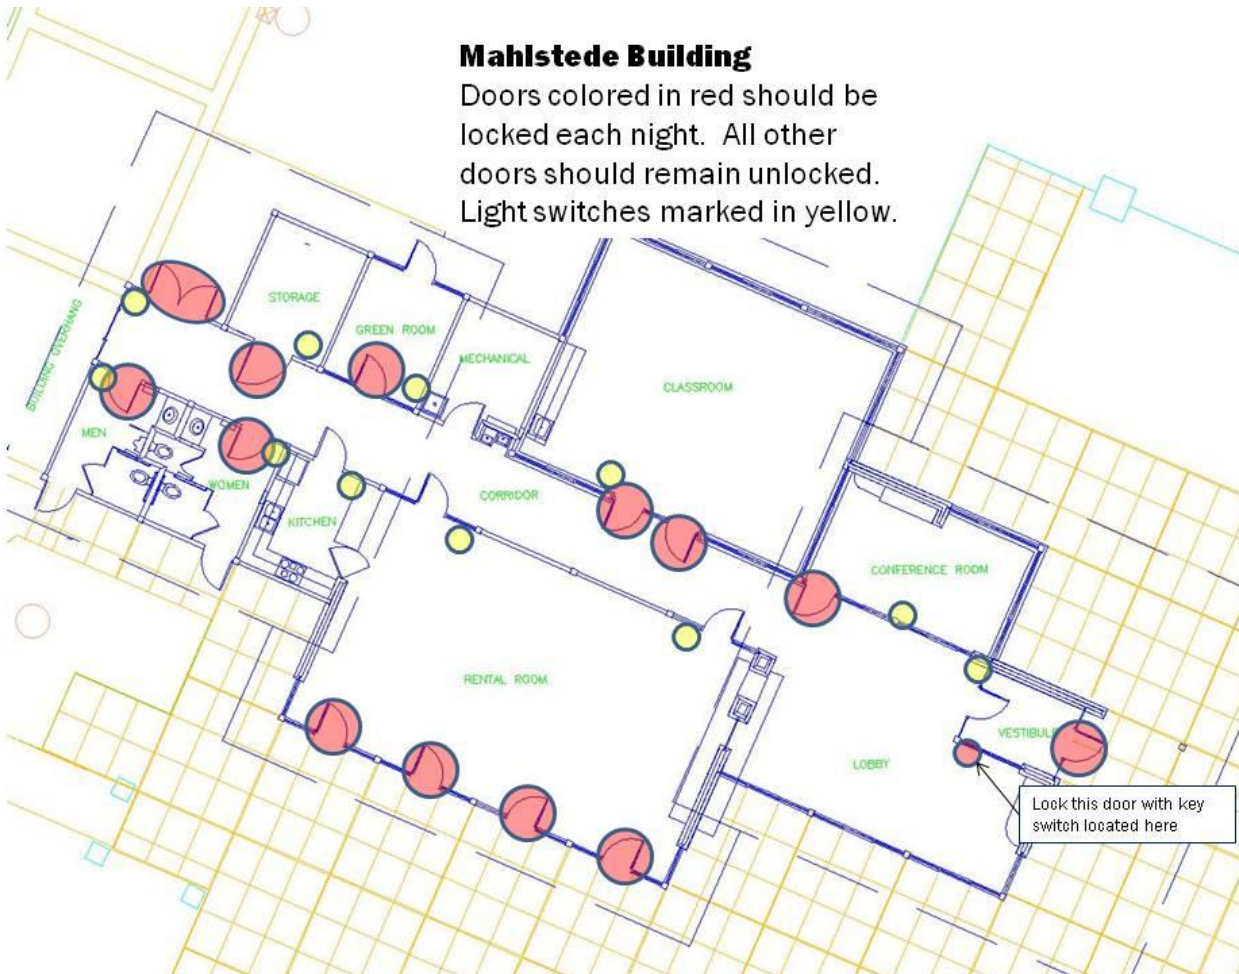 Mahlstede Building
Doors colored in red should be
locked each night.  All other
doors should remain unlocked.
Light switches marked in yellow.
BUILDING OVERHANG
STORAGE
GREEN ROOM
MECHANICAL
CLASSROOM
MEN
WOMEN
KITCHEN
CORRIDOR
CONFERENCE ROOM
RENTAL ROOM
VESTIBULE
LOBBY
Lock this door with key
switch located here